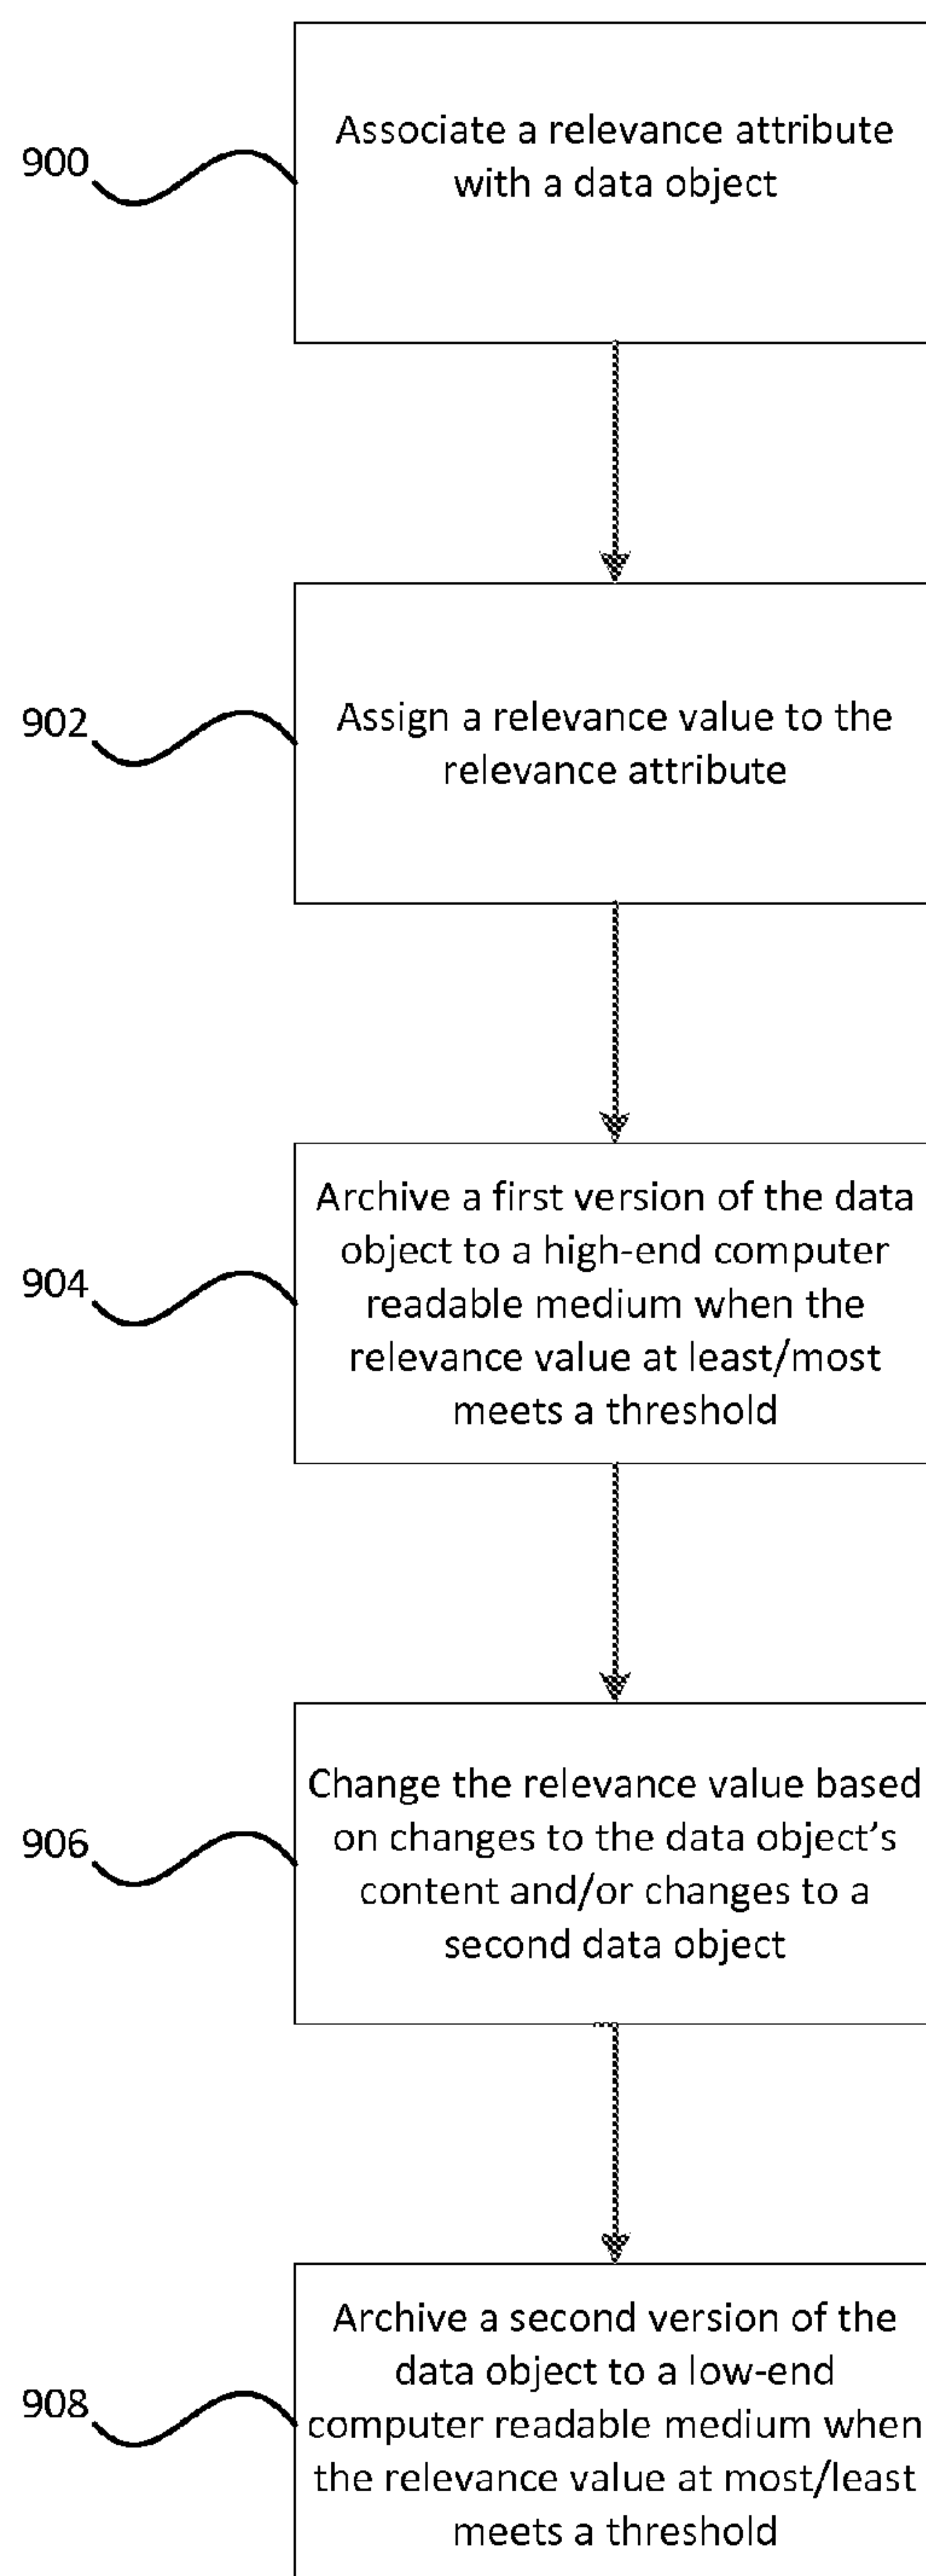 900
Associate a relevance attribute
with a data object
902
Assign a relevance value to the
relevance attribute
904
Archive a first version of the data
object to a high-end computer
readable medium when the
relevance value at least/most
meets a threshold
906
Change the relevance value based
on changes to the data object’s
content and/or changes to a
second data object
908
Archive a second version of the
data object to a low-end
computer readable medium when
the relevance value at most/least
meets a threshold